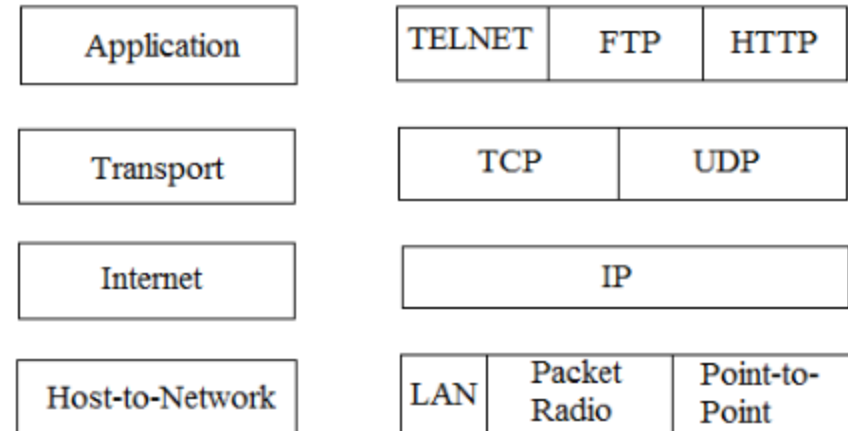 Application TELNET FTP HTTP
Transport TCP UDP
Internet IP
Host-to-Network LAN Packet Radio Point-to-Point